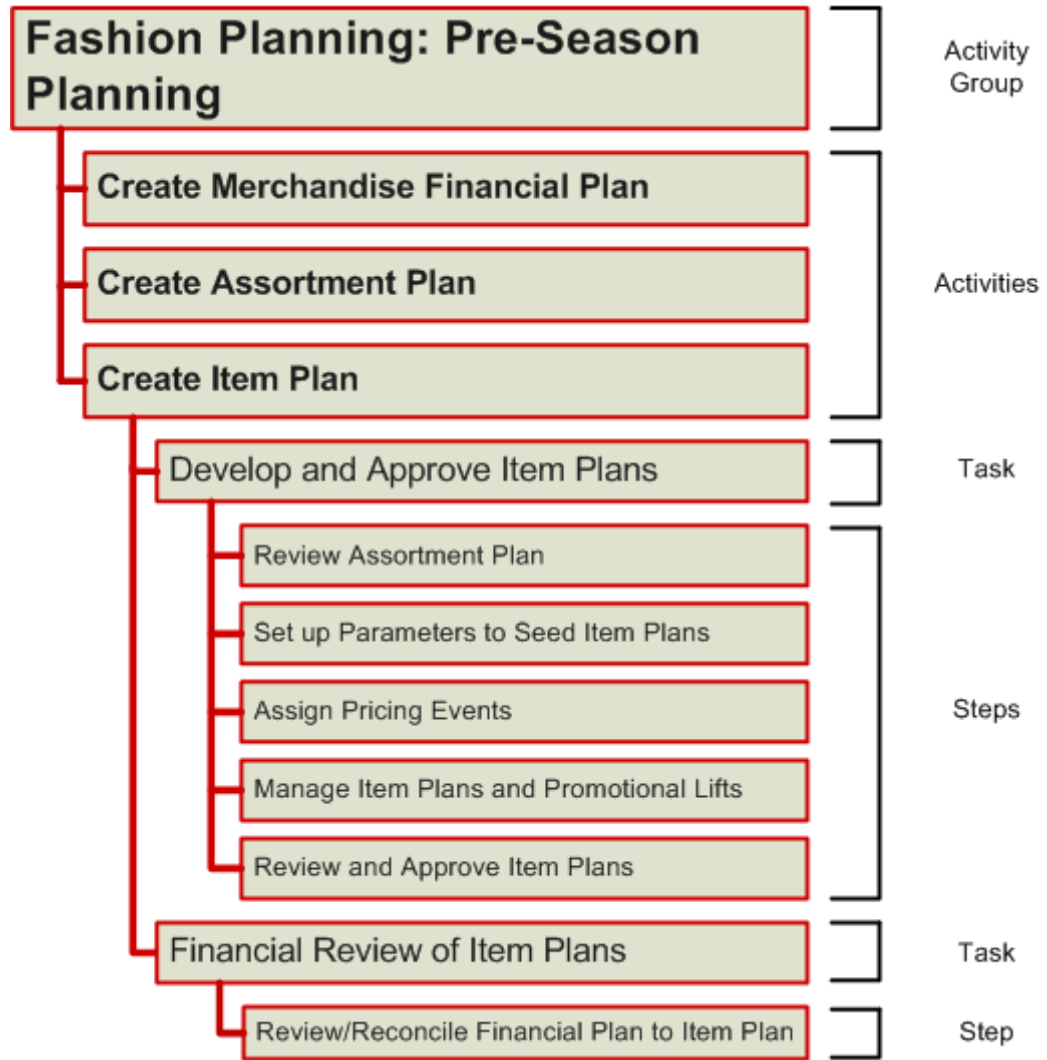 Fashion Planning: Pre-Season
Planning
Activity
Group
Create Merchandise Financial Plan
Create Assortment Plan
Activities
Create Item Plan
Develop and Approve Item Plans
Task
Review Assortment Plan
Set up Parameters to Seed Item Plans
Assign Pricing Events
Steps
Manage Item Plans and Promotional Lifts
Review and Approve Item Plans
Financial Review of Item Plans
Task
Review/Reconcile Financial Plan to Item Plan
Step